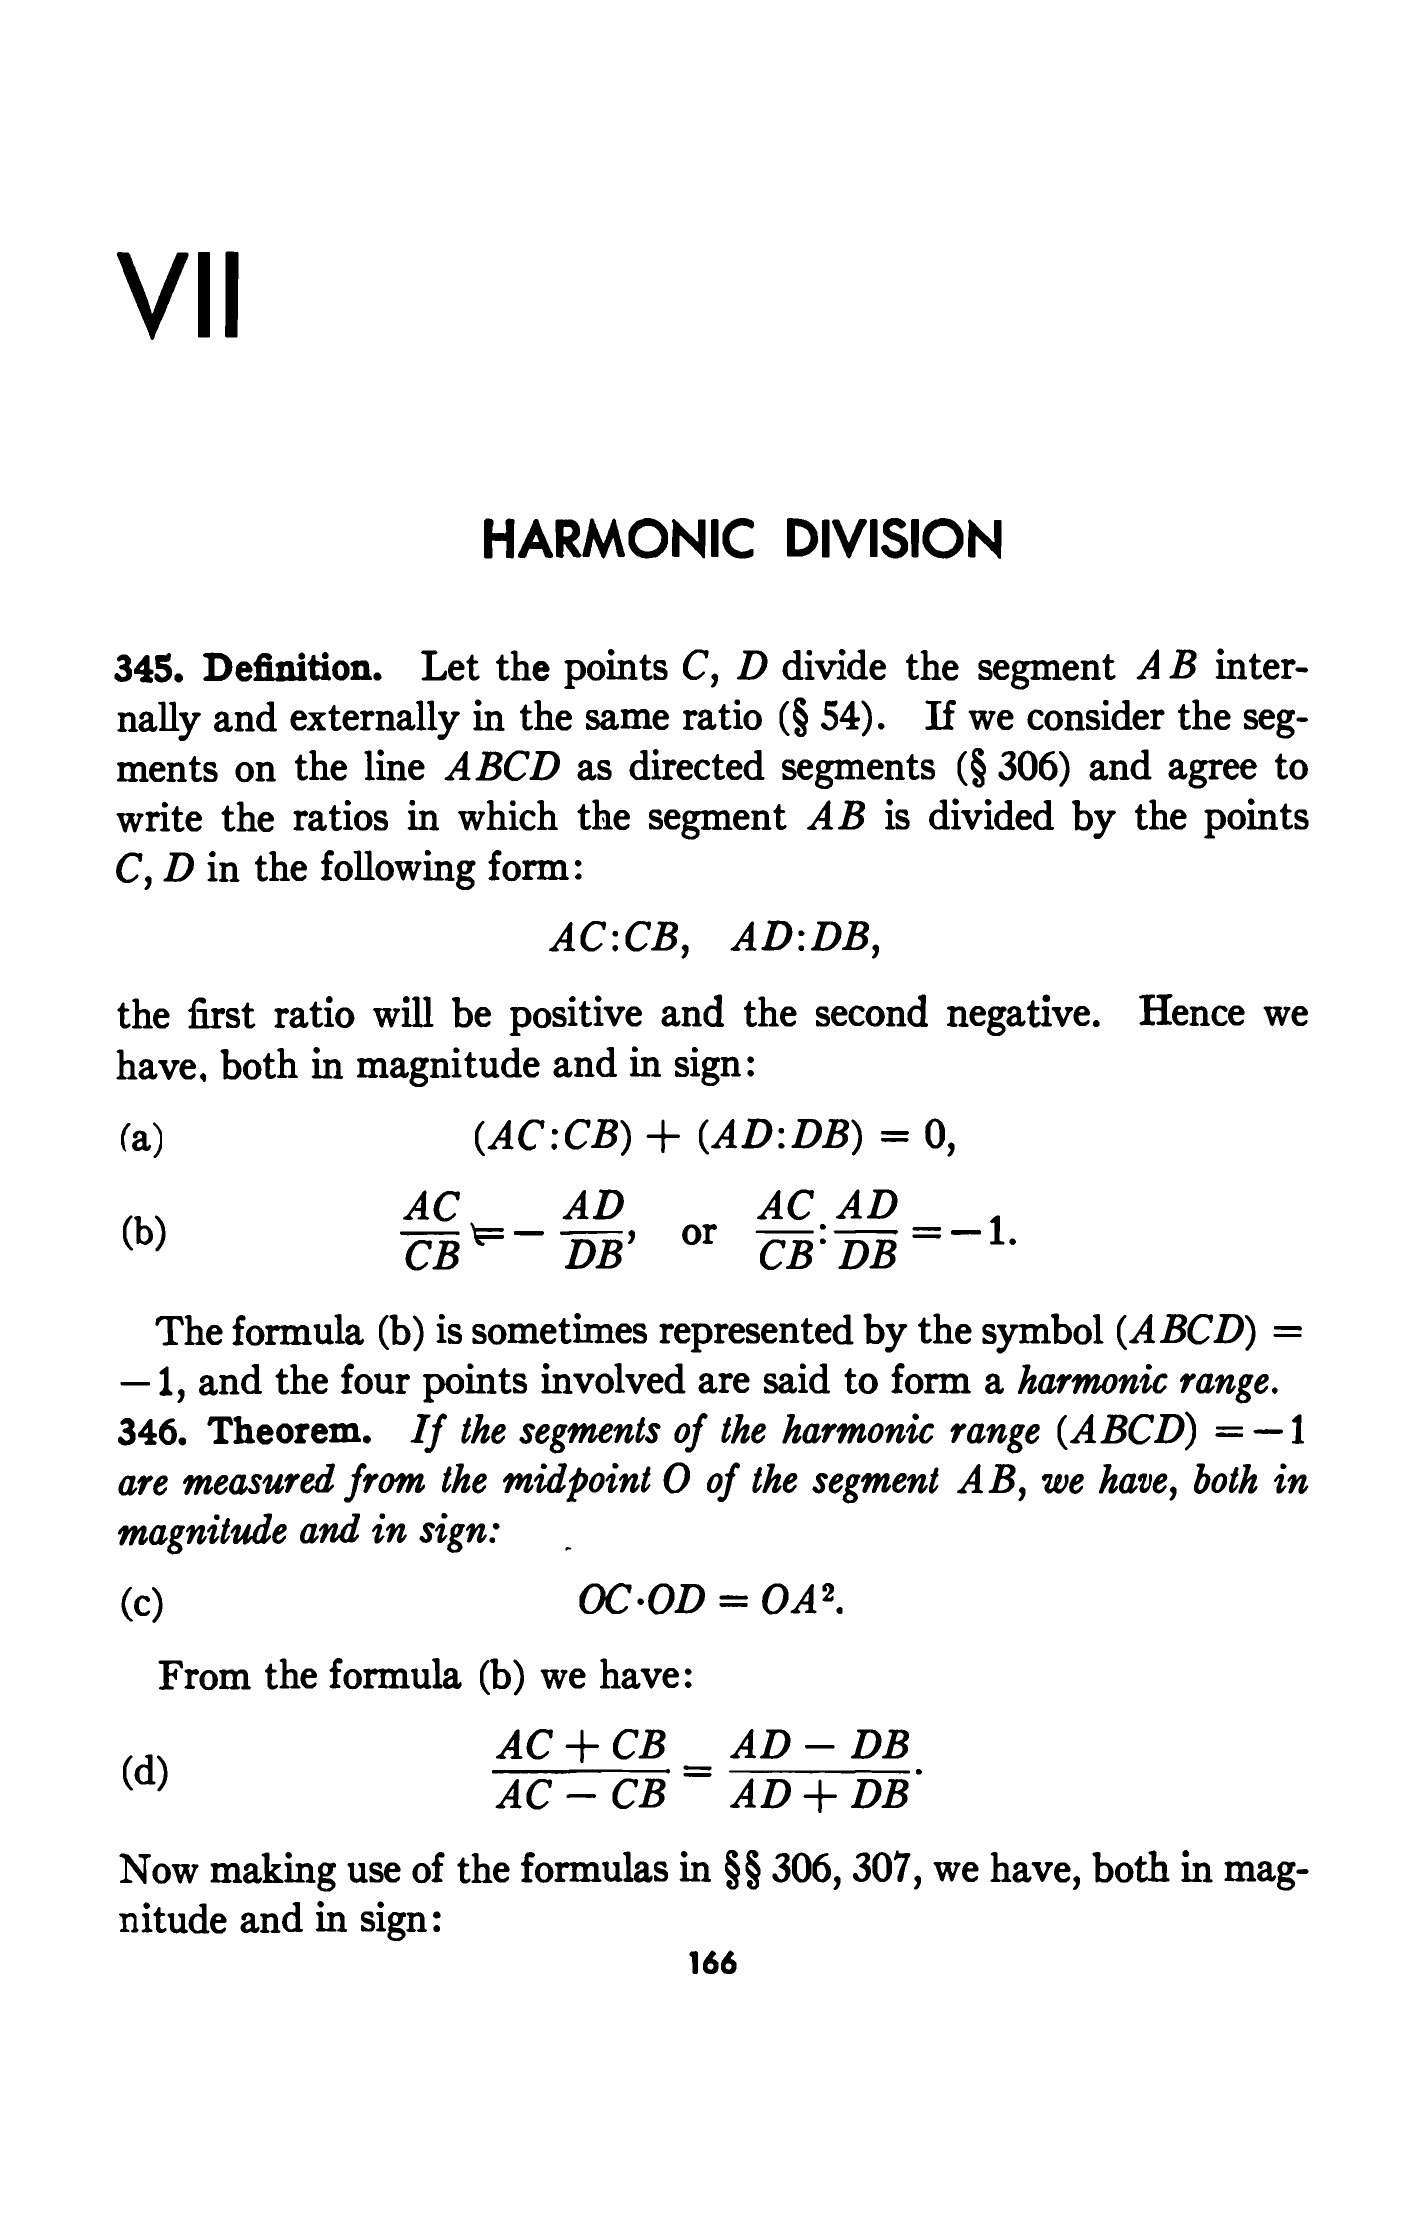 VII
HARMONIC DIVISION
345. Definition. Let the points C, D divide the segment AB inter-
nally and externally in the same ratio (§ 54). If we consider the seg-
ments on the line ABCD as directed segments (§ 306) and agree to
write the ratios in which the segment AB is divided by the points
C, D in the following form:
AC:CB, AD:DB,
the first ratio will be positive and the second negative. Hence we
have, both in magnitude and in sign:
(a) (AC:CB) + (AD:DB) = 0,
(b) AC/CB = − AD/DB, or AC/CB : AD/DB = −1.
The formula (b) is sometimes represented by the symbol (ABCD) =
−1, and the four points involved are said to form a harmonic range.
346. Theorem. If the segments of the harmonic range (ABCD) = −1
are measured from the midpoint O of the segment AB, we have, both in
magnitude and in sign:
(c) OC·OD = OA².
From the formula (b) we have:
(d) (AC + CB)/(AC − CB) = (AD − DB)/(AD + DB).
Now making use of the formulas in §§ 306, 307, we have, both in mag-
nitude and in sign:
166